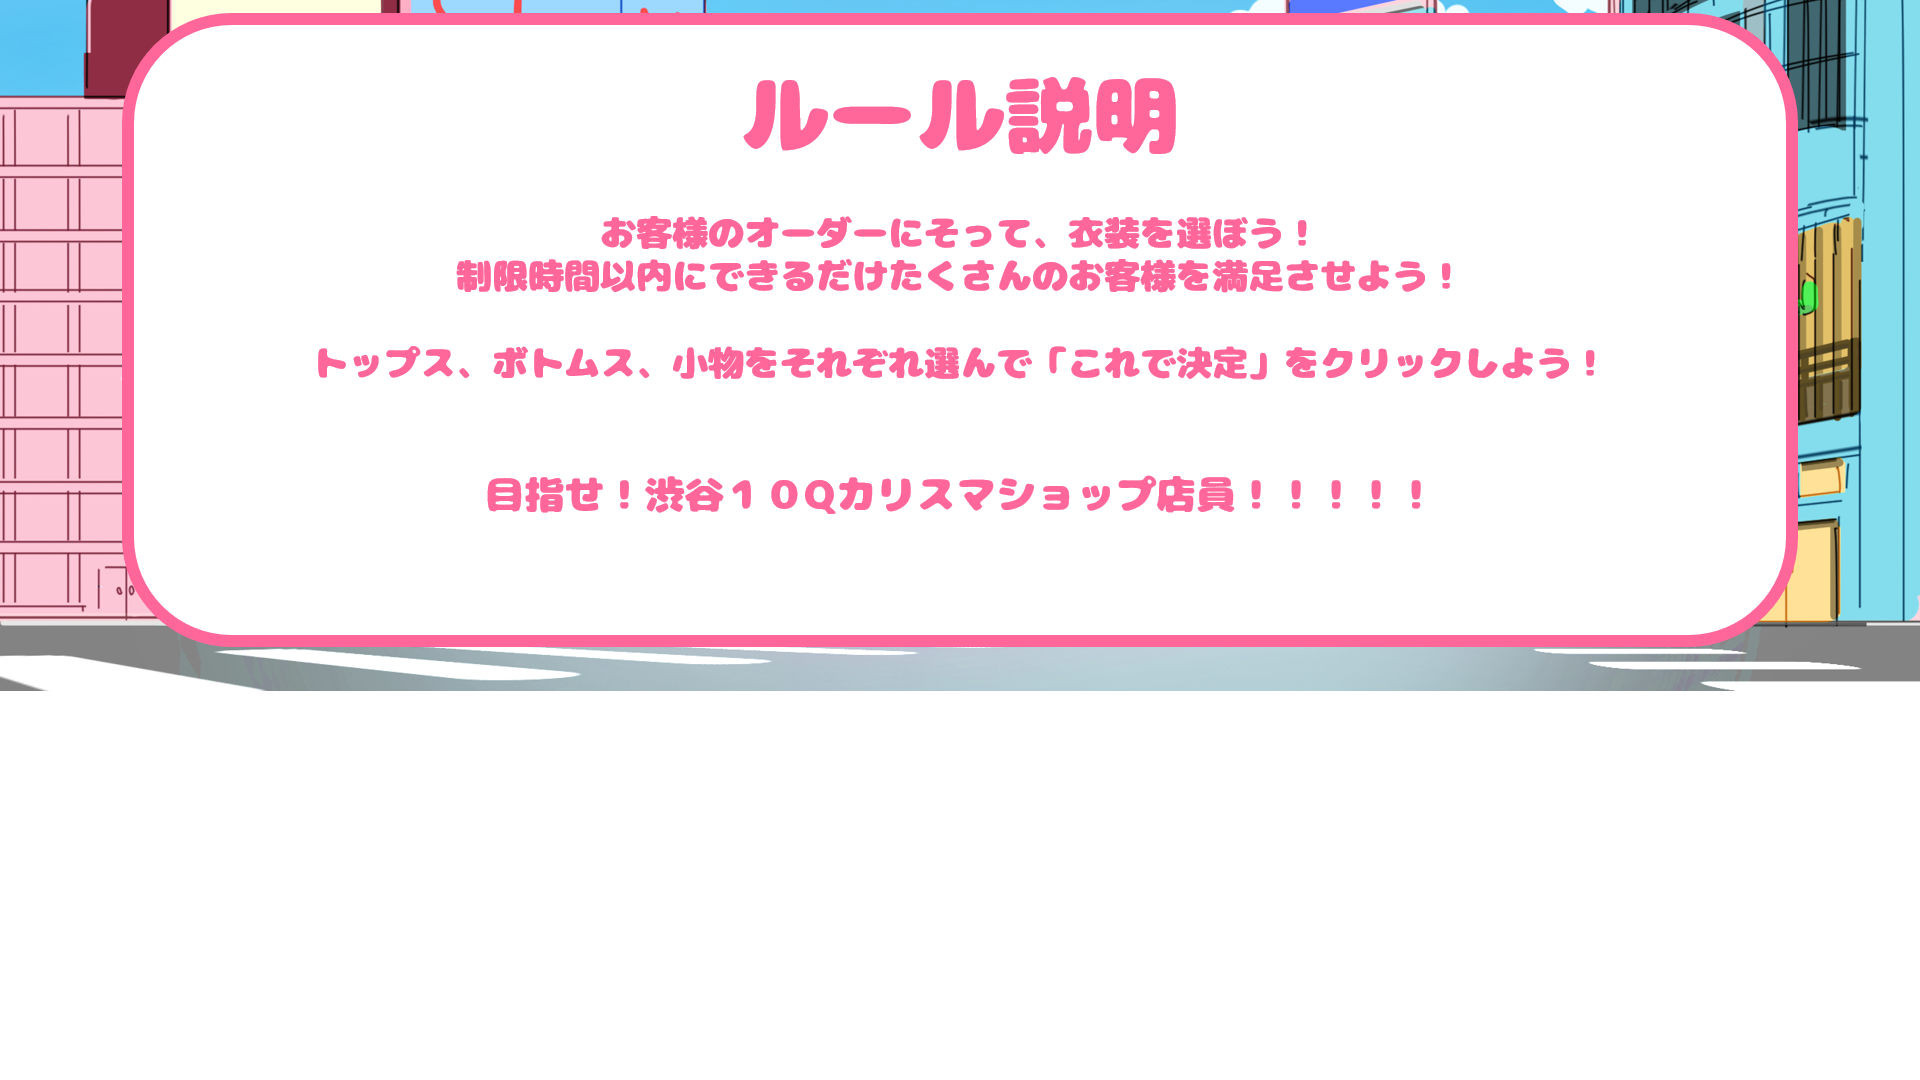 ルール説明
お客様のオーダーにそって、衣装を選ぼう！
制限時間以内にできるだけたくさんのお客様を満足させよう！
トップス、ボトムス、小物をそれぞれ選んで「これで決定」をクリックしよう！
目指せ！渋谷１０Qカリスマショップ店員！！！！！